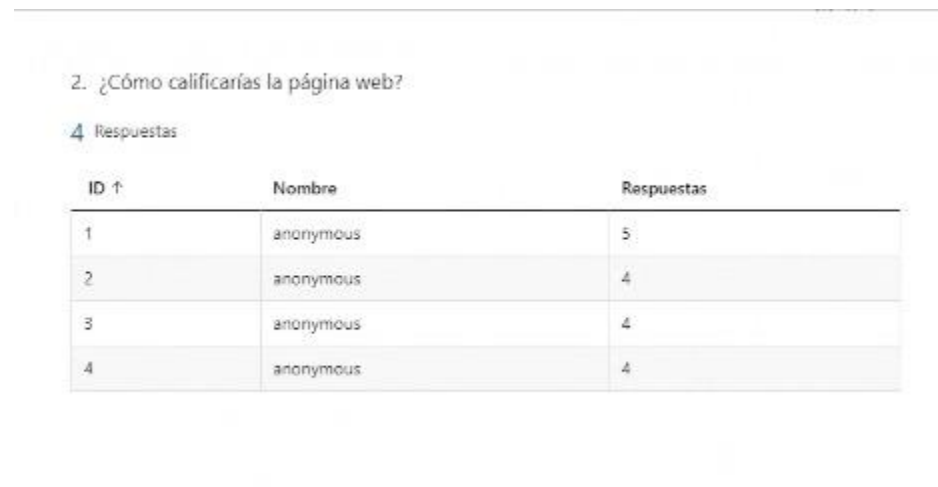 2. ¿Cómo calificarías la página web?
4 Respuestas
ID ↑ Nombre Respuestas
1 anonymous 5
2 anonymous 4
3 anonymous 4
4 anonymous 4